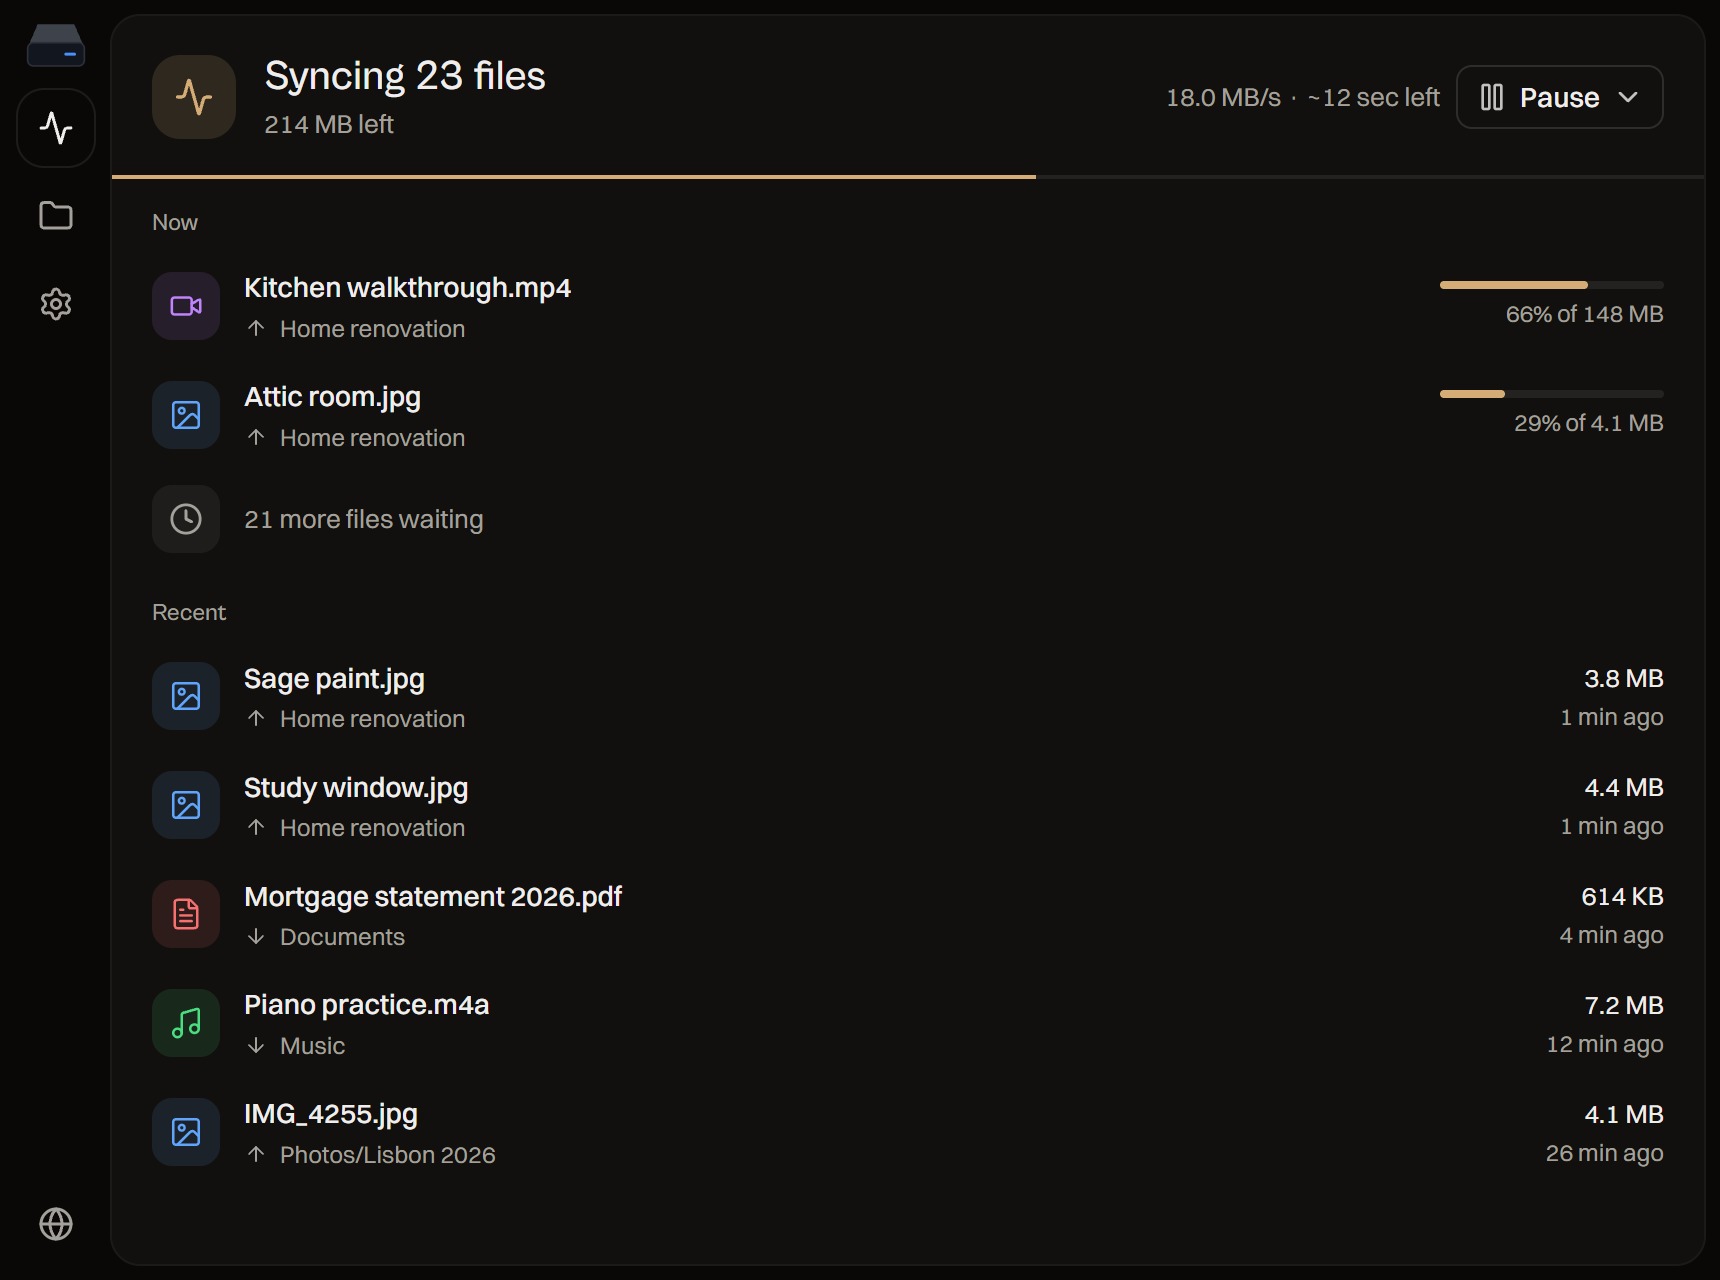 Syncing 23 files
214 MB left
18.0 MB/s · ~12 sec left
Pause
Now
Kitchen walkthrough.mp4
↑ Home renovation
66% of 148 MB
Attic room.jpg
↑ Home renovation
29% of 4.1 MB
21 more files waiting
Recent
Sage paint.jpg
3.8 MB
↑ Home renovation
1 min ago
Study window.jpg
4.4 MB
↑ Home renovation
1 min ago
Mortgage statement 2026.pdf
614 KB
↓ Documents
4 min ago
Piano practice.m4a
7.2 MB
↓ Music
12 min ago
IMG_4255.jpg
4.1 MB
↑ Photos/Lisbon 2026
26 min ago